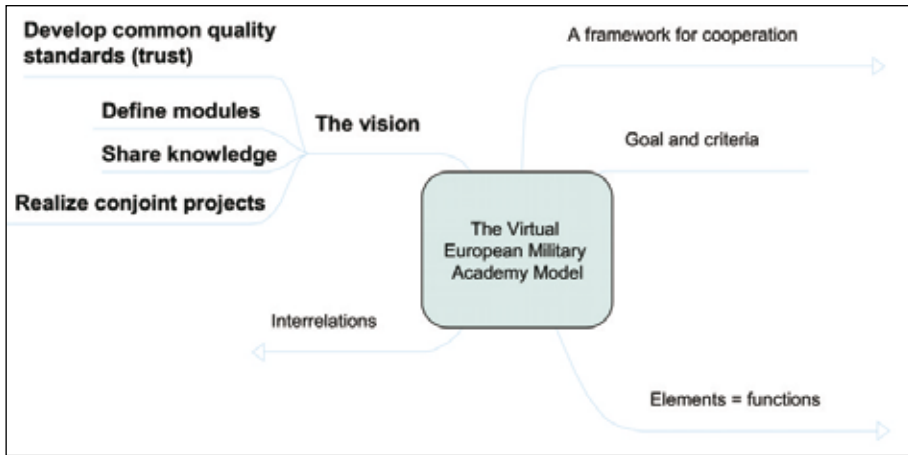 Develop common quality
standards (trust)
Define modules
Share knowledge
Realize conjoint projects
The vision
A framework for cooperation
Goal and criteria
The Virtual
European Military
Academy Model
Interrelations
Elements = functions